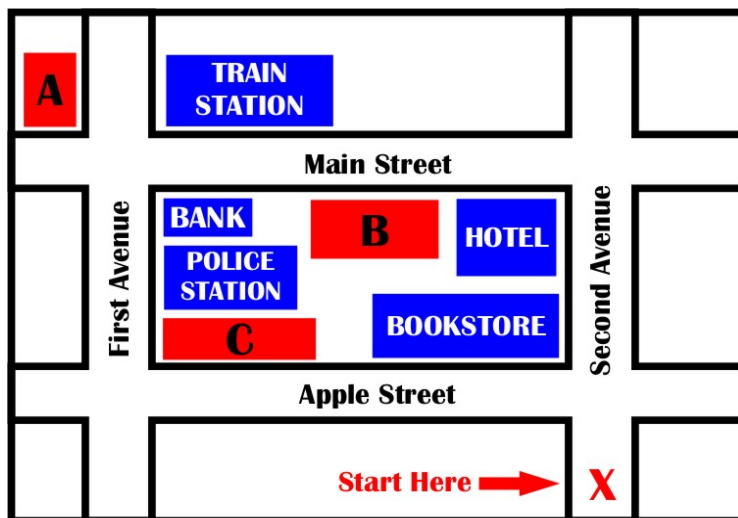 A
TRAIN
STATION
Main Street
First Avenue
BANK
B
HOTEL
POLICE
STATION
Second Avenue
C
BOOKSTORE
Apple Street
Start Here
X